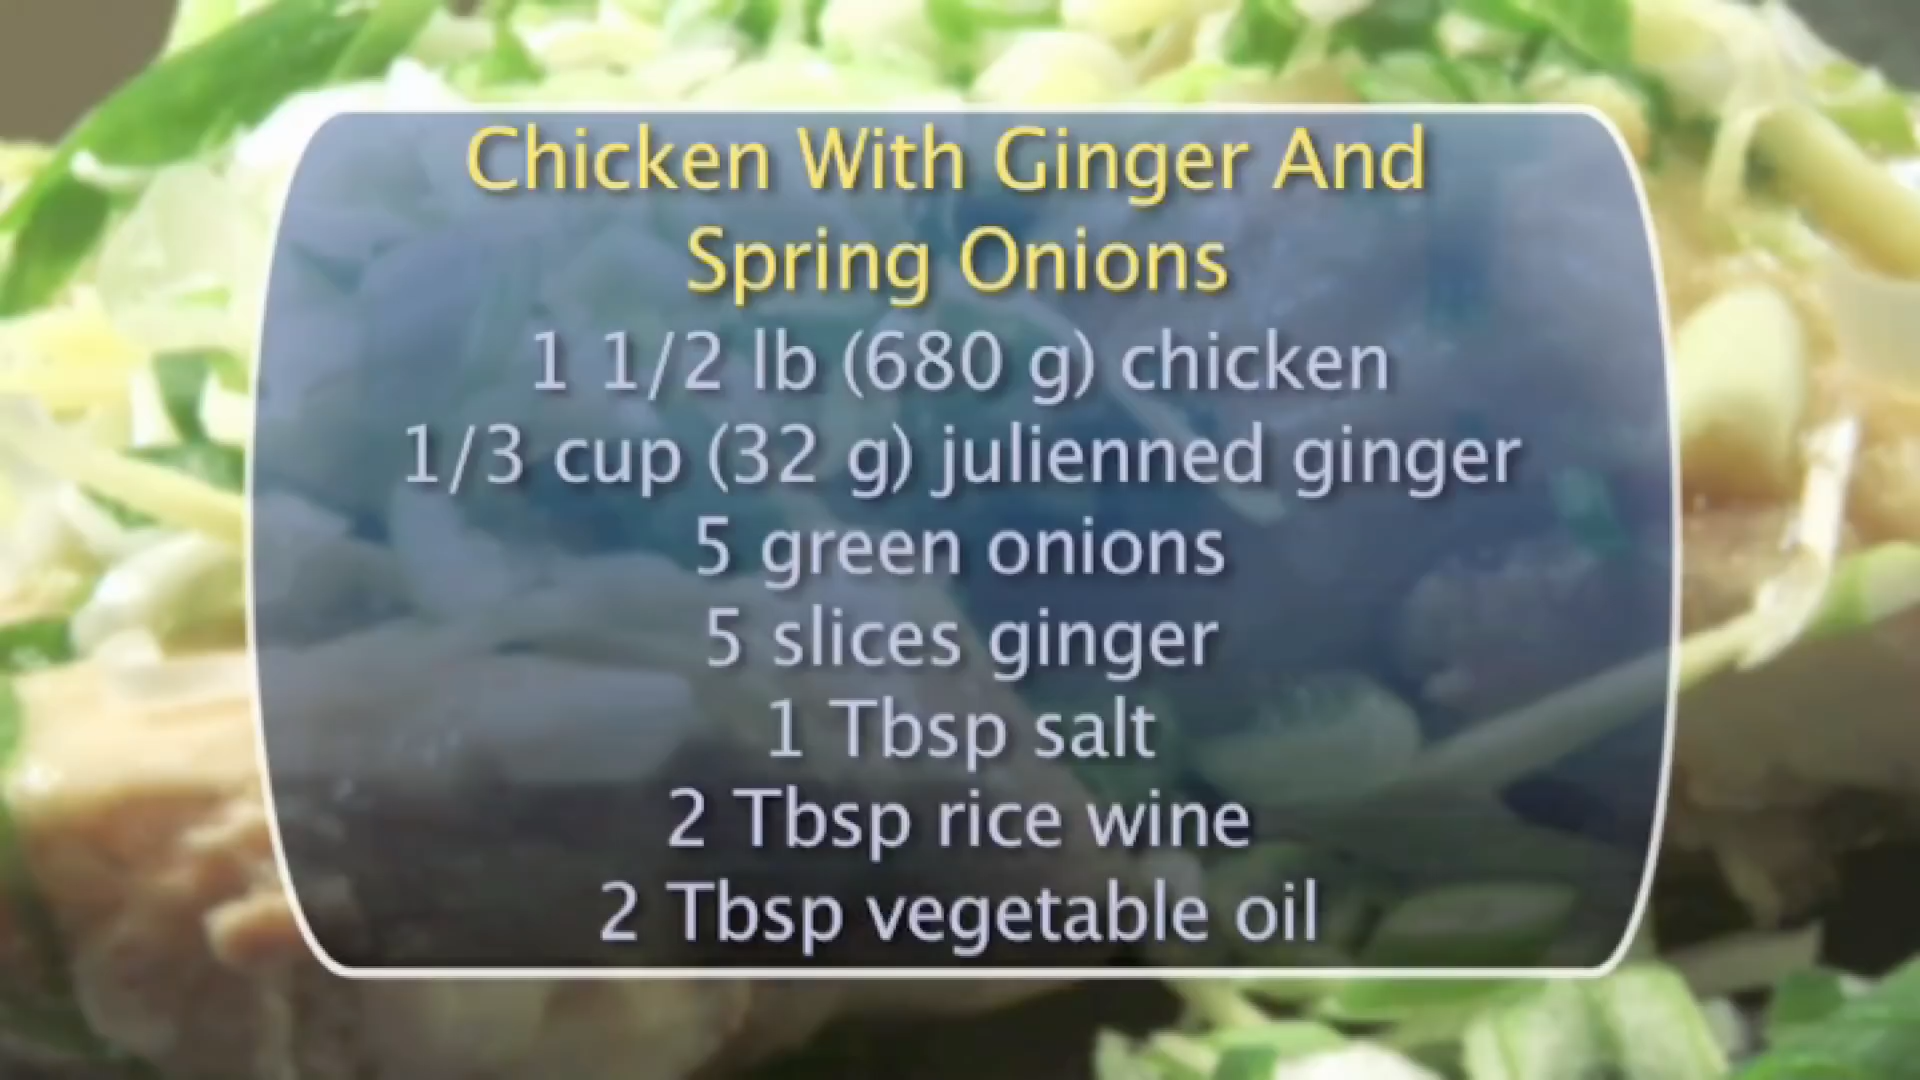 Chicken With Ginger And
Spring Onions
1 1/2 lb (680 g) chicken
1/3 cup (32 g) julienned ginger
5 green onions
5 slices ginger
1 Tbsp salt
2 Tbsp rice wine
2 Tbsp vegetable oil